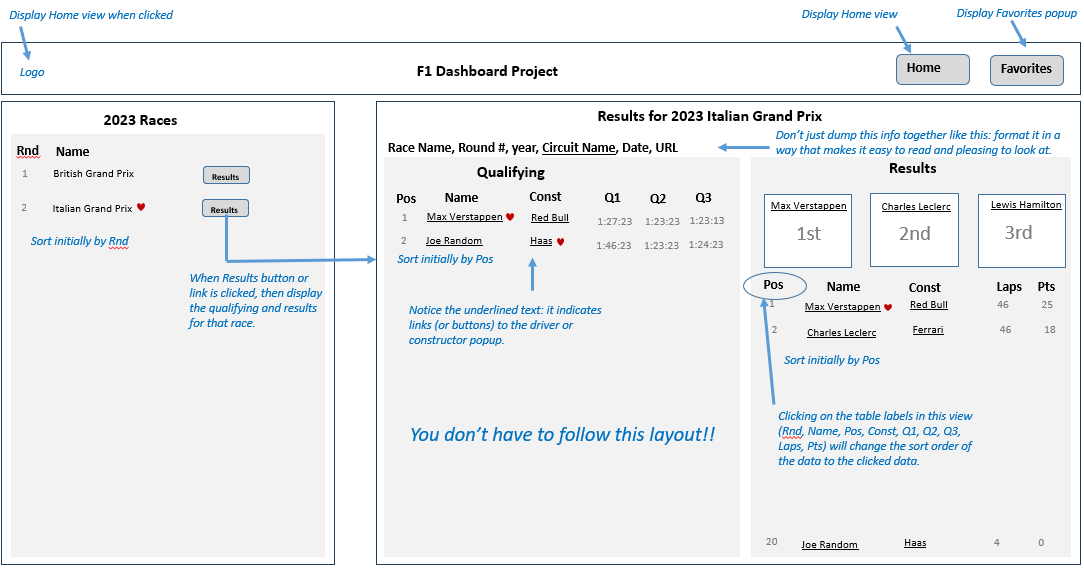 Display Home view when clicked
Display Home view
Display Favorites popup
Logo
F1 Dashboard Project
Home
Favorites
2023 Races
Rnd Name
1 British Grand Prix Results
2 Italian Grand Prix Results
Sort initially by Rnd
When Results button or
link is clicked, then display
the qualifying and results
for that race.
Results for 2023 Italian Grand Prix
Race Name, Round #, year, Circuit Name, Date, URL
Don't just dump this info together like this: format it in a
way that makes it easy to read and pleasing to look at.
Qualifying
Pos Name Const Q1 Q2 Q3
1 Max Verstappen Red Bull 1:27:23 1:23:23 1:23:13
2 Joe Random Haas 1:46:23 1:23:23 1:24:23
Sort initially by Pos
Notice the underlined text: it indicates
links (or buttons) to the driver or
constructor popup.
You don't have to follow this layout!!
Results
Max Verstappen Charles Leclerc Lewis Hamilton
1st 2nd 3rd
Pos Name Const Laps Pts
1 Max Verstappen Red Bull 46 25
2 Charles Leclerc Ferrari 46 18
Sort initially by Pos
Clicking on the table labels in this view
(Rnd, Name, Pos, Const, Q1, Q2, Q3,
Laps, Pts) will change the sort order of
the data to the clicked data.
20 Joe Random Haas 4 0